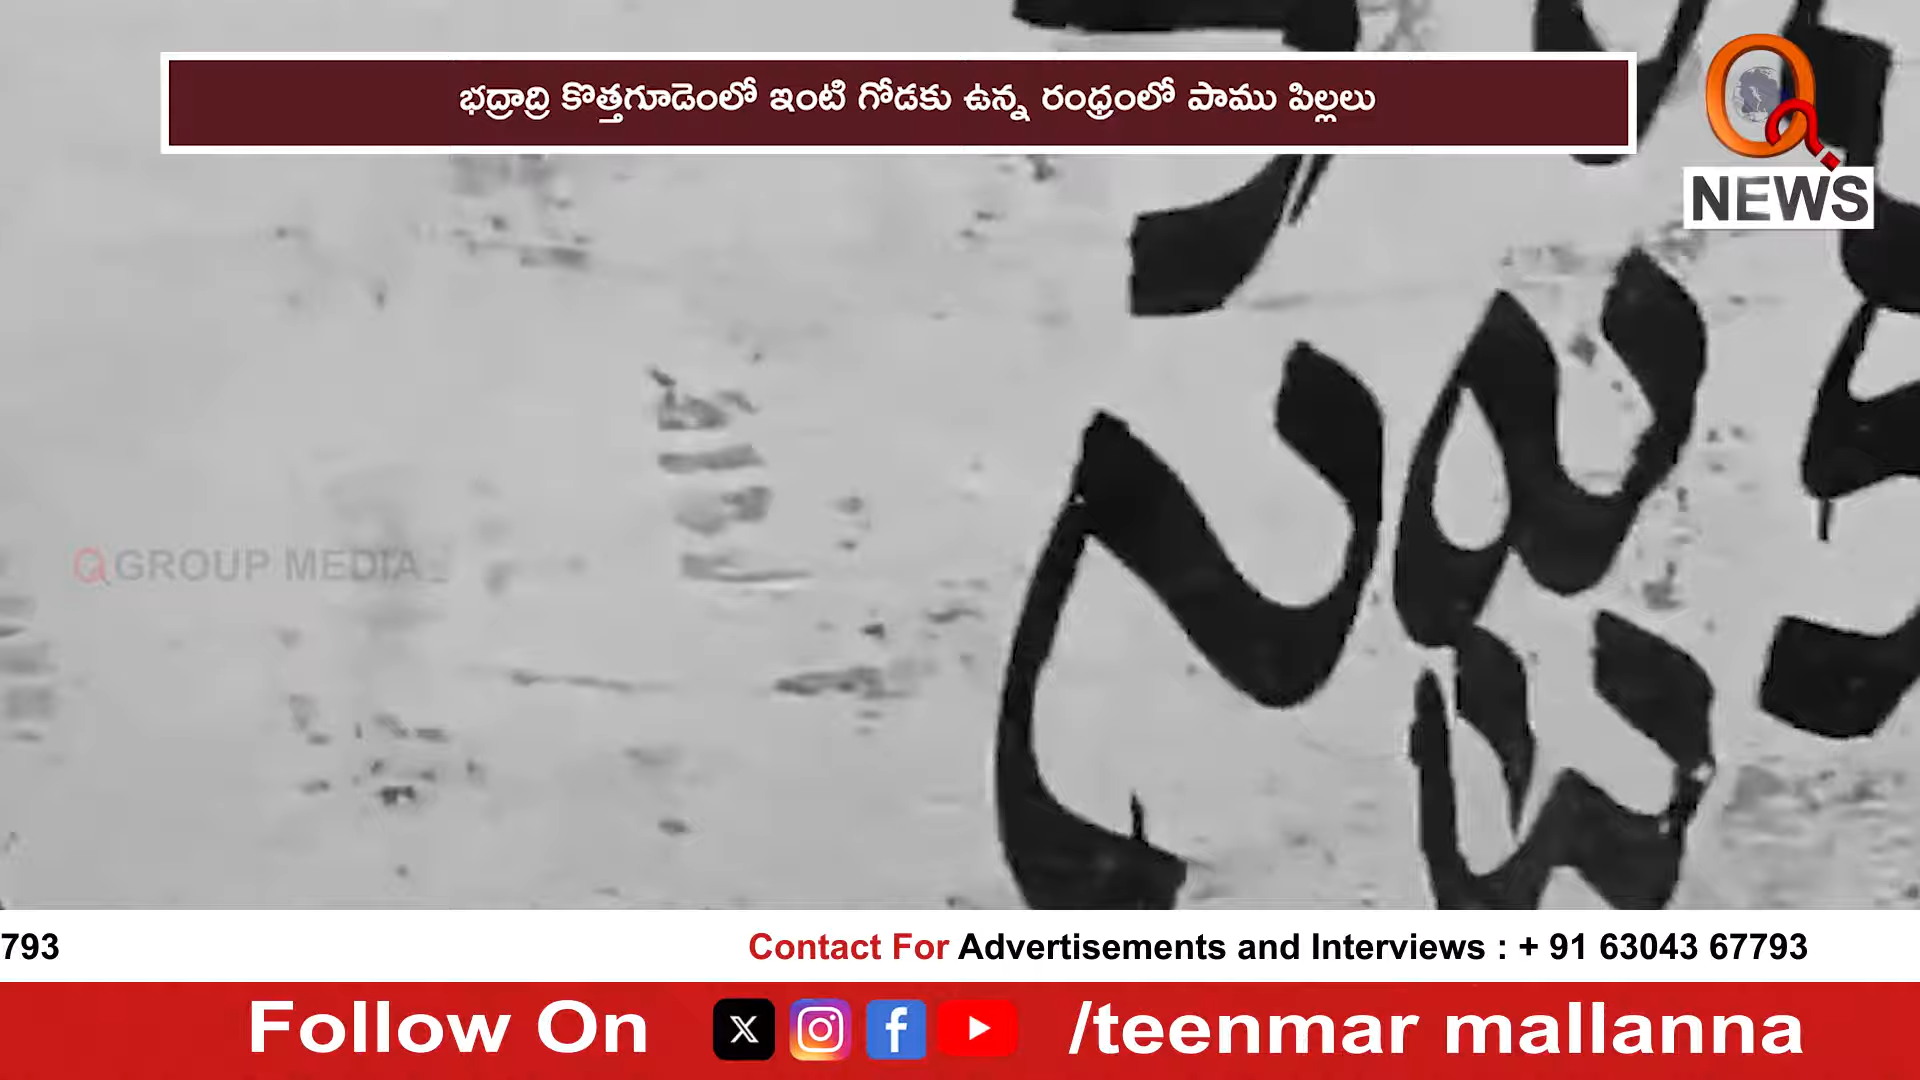 భద్రాద్రి కొత్తగూడెంలో ఇంటి గోడకు ఉన్న రంధ్రంలో పాము పిల్లలు
Q
NEWS
Q GROUP MEDIA
793
Contact For Advertisements and Interviews : + 91 63043 67793
Follow On /teenmar mallanna